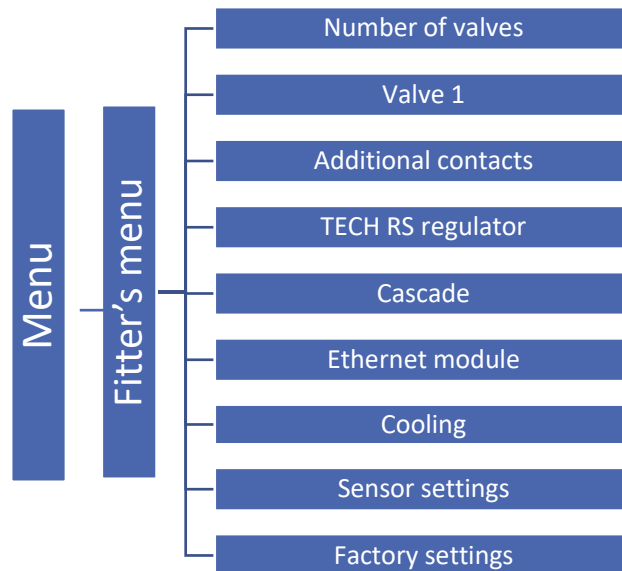 Menu
Fitter’s menu
Number of valves
Valve 1
Additional contacts
TECH RS regulator
Cascade
Ethernet module
Cooling
Sensor settings
Factory settings